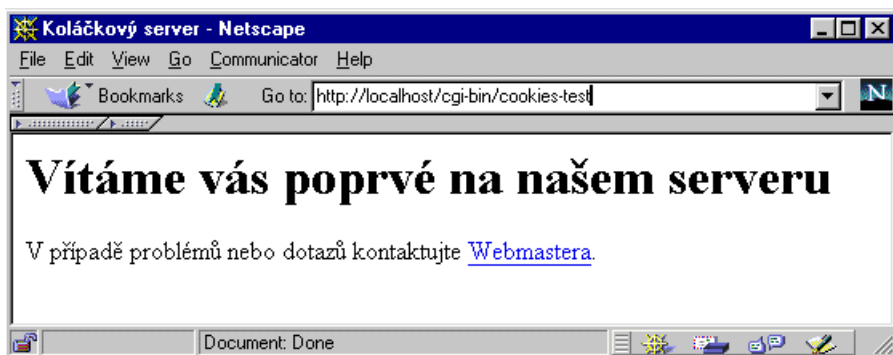 Koláčkový server - Netscape
File Edit View Go Communicator Help
Bookmarks Go to: http://localhost/cgi-bin/cookies-test N
Vítáme vás poprvé na našem serveru
V případě problémů nebo dotazů kontaktujte Webmastera.
Document: Done